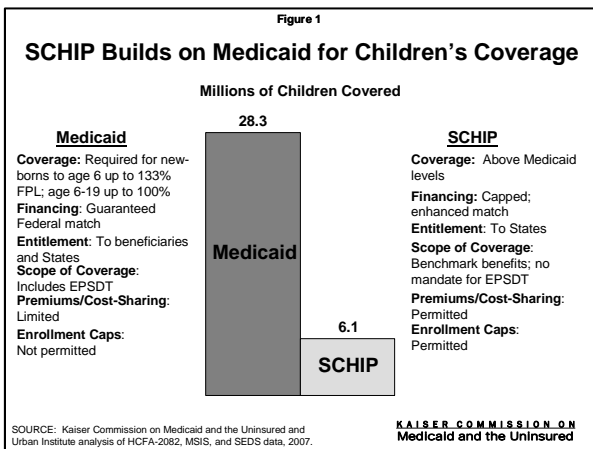 Figure 1
SCHIP Builds on Medicaid for Children's Coverage
Millions of Children Covered
28.3
Medicaid
Coverage: Required for new-
borns to age 6 up to 133%
FPL; age 6-19 up to 100%
Financing: Guaranteed
Federal match
Entitlement: To beneficiaries
and States
Scope of Coverage:
Includes EPSDT
Premiums/Cost-Sharing:
Limited
Enrollment Caps:
Not permitted
Medicaid
6.1
SCHIP
SCHIP
Coverage: Above Medicaid
levels
Financing: Capped;
enhanced match
Entitlement: To States
Scope of Coverage:
Benchmark benefits; no
mandate for EPSDT
Premiums/Cost-Sharing:
Permitted
Enrollment Caps:
Permitted
SOURCE: Kaiser Commission on Medicaid and the Uninsured and
Urban Institute analysis of HCFA-2082, MSIS, and SEDS data, 2007.
KAISER COMMISSION ON
Medicaid and the Uninsured